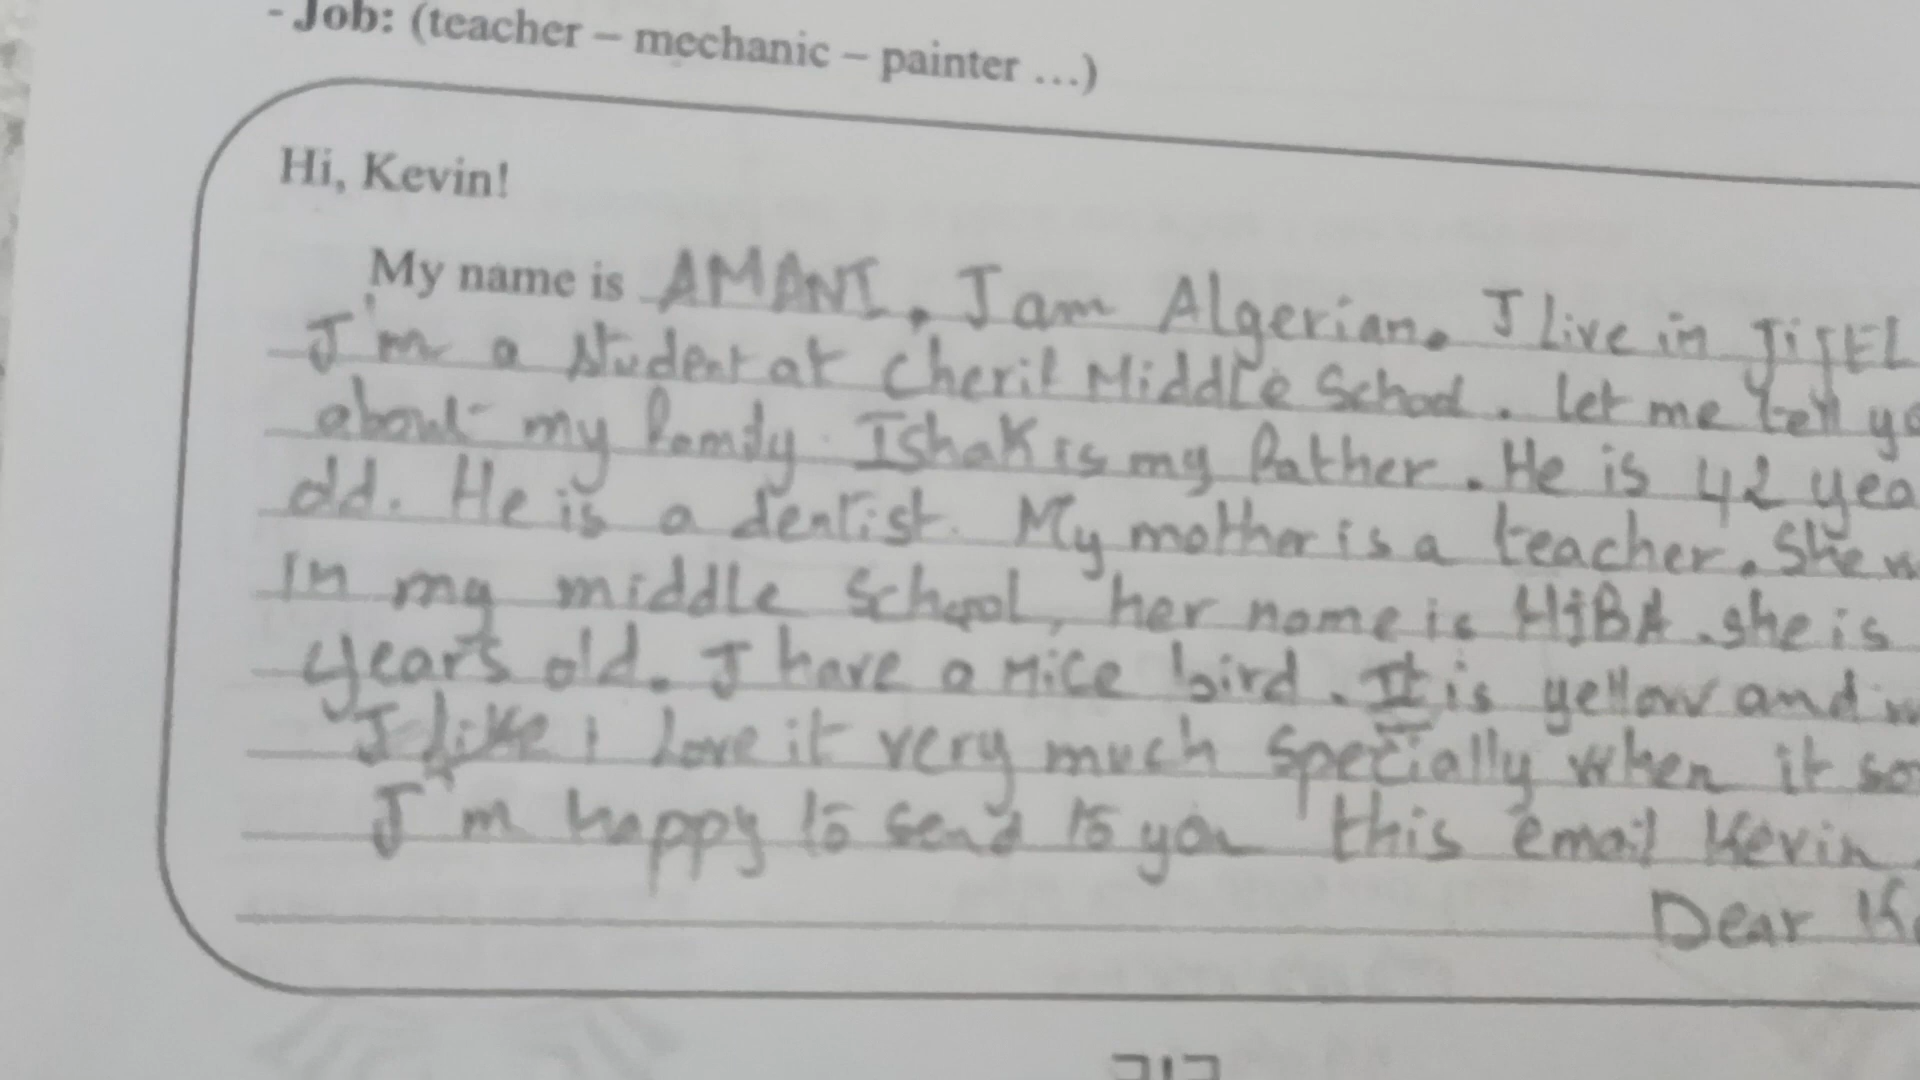 - Job: (teacher – mechanic – painter ...)
Hi, Kevin!
My name is AMANI. I am Algerian. I live in JiJEL
I'm a student at Cheril Middle School. let me tell yo
about my family. Ishak is my father. He is 42 yea
old. He is a dentist. My mother is a teacher. She w
in my middle school, her name is HiBA. she is
years old. I have a nice bird. It is yellow and w
I like i love it very much specially when it so
I'm happy to send to you this email Kevin.
Dear K